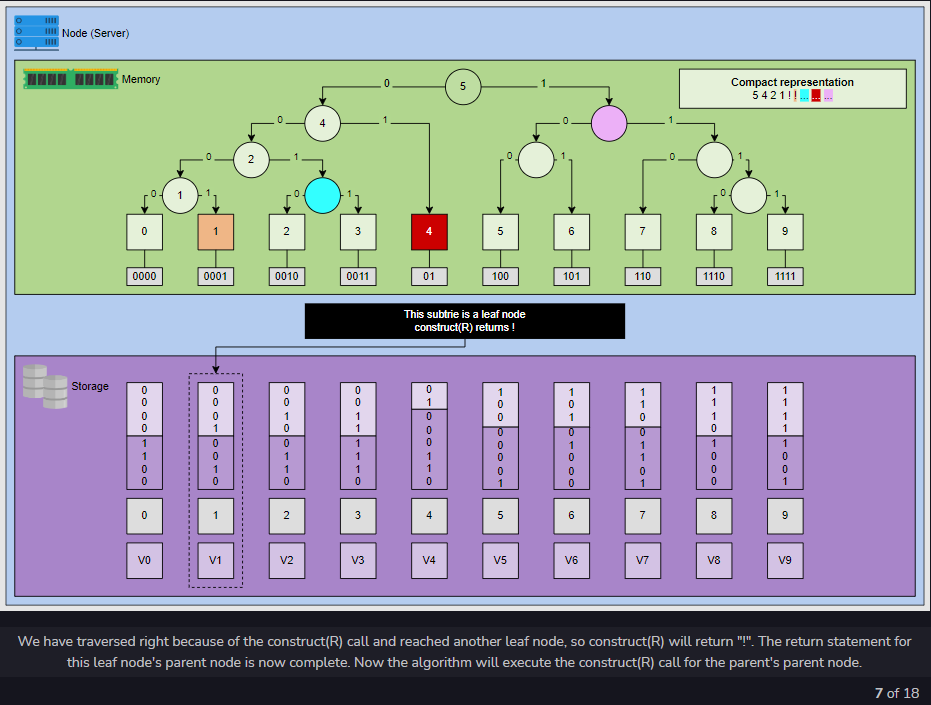 Node (Server)
Memory
Compact representation
5 4 2 1 ! ! ... ... ...
5
0 1
4
0 1 0 1
2
0 1 0 1 0 1
1
0 1 0 1 0 1
0 1 2 3 4 5 6 7 8 9
0000 0001 0010 0011 01 100 101 110 1110 1111
This subtrie is a leaf node
construct(R) returns !
Storage
0 0 0 0 0 1 1 1 1 1
0 0 0 0 1 0 0 1 1 1
0 0 1 1 0 0 1 0 1 1
0 1 0 1 0 0 0 0 0 1
1 0 0 1 0 0 1 1 1 1
1 0 1 1 1 0 0 1 0 0
0 1 1 1 1 0 0 0 0 0
0 0 0 0 0 1 0 1 0 1
0 1 2 3 4 5 6 7 8 9
V0 V1 V2 V3 V4 V5 V6 V7 V8 V9
We have traversed right because of the construct(R) call and reached another leaf node, so construct(R) will return "!". The return statement for
this leaf node's parent node is now complete. Now the algorithm will execute the construct(R) call for the parent's parent node.
7 of 18